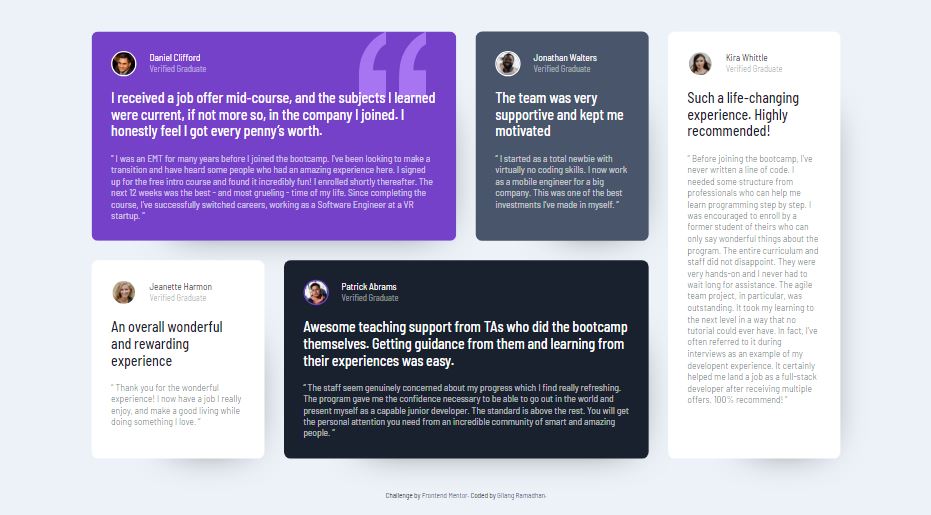 Daniel Clifford
Verified Graduate
I received a job offer mid-course, and the subjects I learned
were current, if not more so, in the company I joined. I
honestly feel I got every penny’s worth.
“ I was an EMT for many years before I joined the bootcamp. I’ve been looking to make a
transition and have heard some people who had an amazing experience here. I signed
up for the free intro course and found it incredibly fun! I enrolled shortly thereafter. The
next 12 weeks was the best - and most grueling - time of my life. Since completing the
course, I’ve successfully switched careers, working as a Software Engineer at a VR
startup. ”
Jonathan Walters
Verified Graduate
The team was very
supportive and kept me
motivated
“ I started as a total newbie with
virtually no coding skills. I now work
as a mobile engineer for a big
company. This was one of the best
investments I’ve made in myself. ”
Kira Whittle
Verified Graduate
Such a life-changing
experience. Highly
recommended!
“ Before joining the bootcamp, I’ve
never written a line of code. I
needed some structure from
professionals who can help me
learn programming step by step. I
was encouraged to enroll by a
former student of theirs who can
only say wonderful things about the
program. The entire curriculum and
staff did not disappoint. They were
very hands-on and I never had to
wait long for assistance. The agile
team project, in particular, was
outstanding. It took my learning to
the next level in a way that no
tutorial could ever have. In fact, I’ve
often referred to it during
interviews as an example of my
developent experience. It certainly
helped me land a job as a full-stack
developer after receiving multiple
offers. 100% recommend! ”
Jeanette Harmon
Verified Graduate
An overall wonderful
and rewarding
experience
“ Thank you for the wonderful
experience! I now have a job I really
enjoy, and make a good living while
doing something I love. ”
Patrick Abrams
Verified Graduate
Awesome teaching support from TAs who did the bootcamp
themselves. Getting guidance from them and learning from
their experiences was easy.
“ The staff seem genuinely concerned about my progress which I find really refreshing.
The program gave me the confidence necessary to be able to go out in the world and
present myself as a capable junior developer. The standard is above the rest. You will get
the personal attention you need from an incredible community of smart and amazing
people. ”
Challenge by Frontend Mentor. Coded by Gilang Ramadhan.